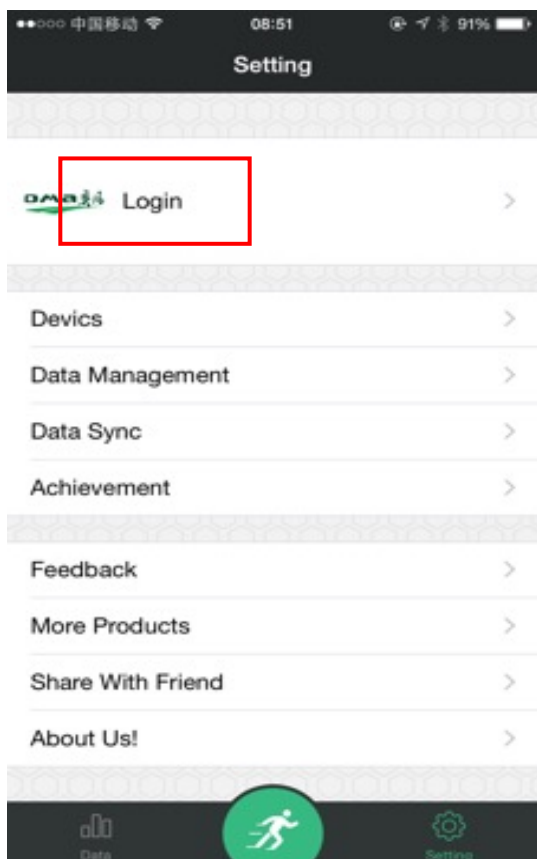 中国移动 08:51 91%
Setting
Login
Devics
Data Management
Data Sync
Achievement
Feedback
More Products
Share With Friend
About Us!
Data Setting